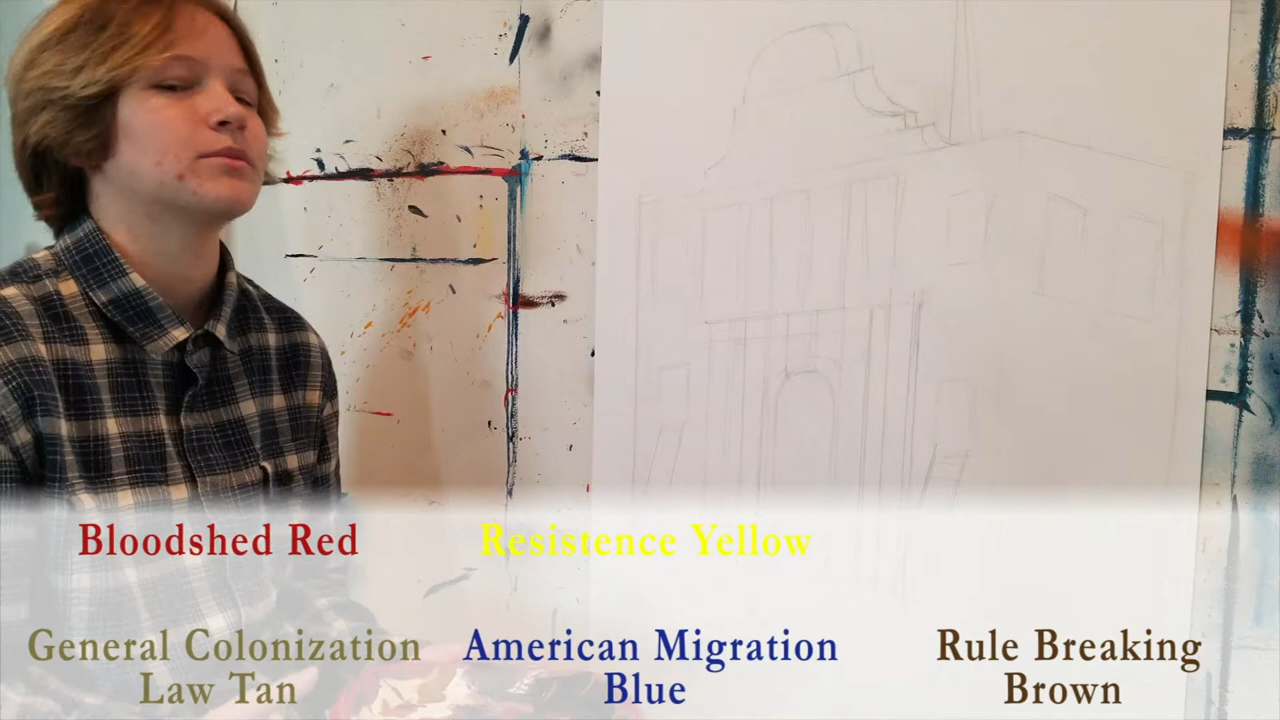 Bloodshed Red
Resistence Yellow
General Colonization
Law Tan
American Migration
Blue
Rule Breaking
Brown